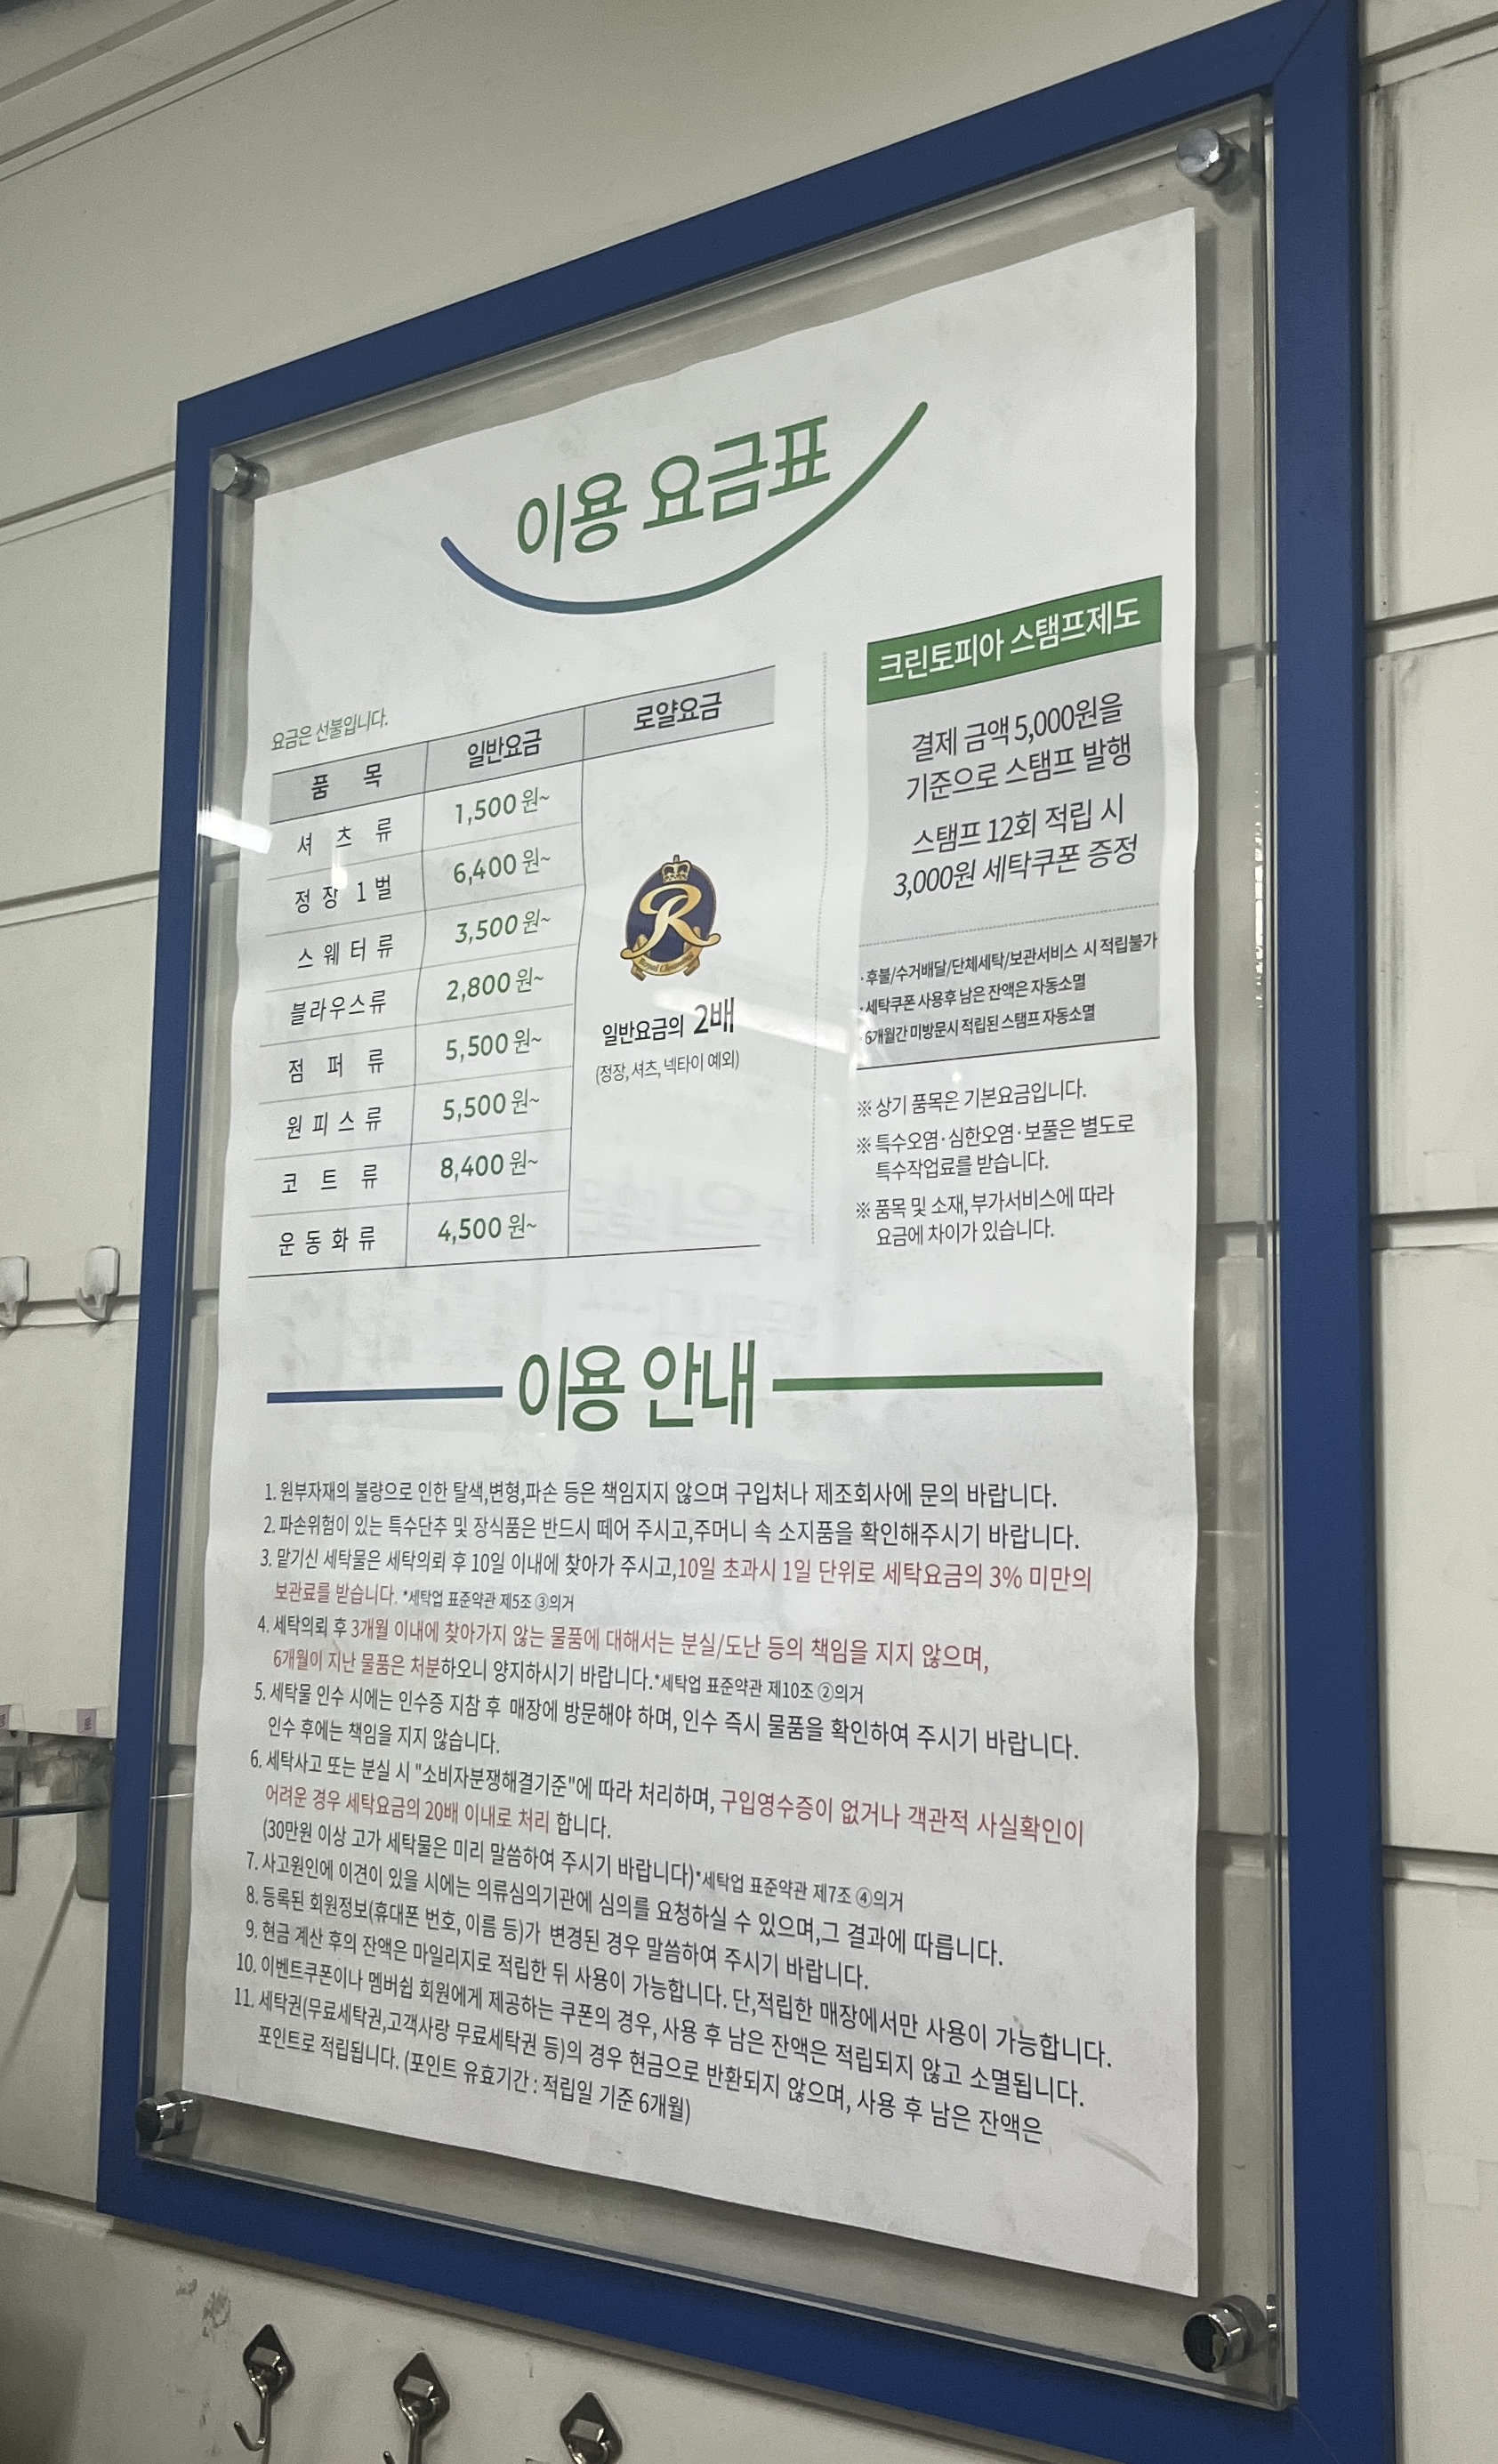 이용 요금표
요금은 선불입니다.
품 목 일반요금 로얄요금
셔 츠 류 1,500원~
정 장 1 벌 6,400원~
스 웨 터 류 3,500원~
블라우스류 2,800원~
점 퍼 류 5,500원~
원 피 스 류 5,500원~
코 트 류 8,400원~
운 동 화 류 4,500원~
R
Royal
일반요금의 2배
(정장, 셔츠, 넥타이 예외)
크린토피아 스탬프제도
결제 금액 5,000원을
기준으로 스탬프 발행
스탬프 12회 적립 시
3,000원 세탁쿠폰 증정
· 후불/수거배달/단체세탁/보관서비스 시 적립불가
· 세탁쿠폰 사용후 남은 잔액은 자동소멸
· 6개월간 미방문시 적립된 스탬프 자동소멸
※ 상기 품목은 기본요금입니다.
※ 특수오염·심한오염·보풀은 별도로
특수작업료를 받습니다.
※ 품목 및 소재, 부가서비스에 따라
요금에 차이가 있습니다.
이용 안내
1. 원부자재의 불량으로 인한 탈색,변형,파손 등은 책임지지 않으며 구입처나 제조회사에 문의 바랍니다.
2. 파손위험이 있는 특수단추 및 장식품은 반드시 떼어 주시고,주머니 속 소지품을 확인해주시기 바랍니다.
3. 맡기신 세탁물은 세탁의뢰 후 10일 이내에 찾아가 주시고,10일 초과시 1일 단위로 세탁요금의 3% 미만의
보관료를 받습니다. *세탁업 표준약관 제5조 ③의거
4. 세탁의뢰 후 3개월 이내에 찾아가지 않는 물품에 대해서는 분실/도난 등의 책임을 지지 않으며,
6개월이 지난 물품은 처분하오니 양지하시기 바랍니다.*세탁업 표준약관 제10조 ②의거
5. 세탁물 인수 시에는 인수증 지참 후 매장에 방문해야 하며, 인수 즉시 물품을 확인하여 주시기 바랍니다.
인수 후에는 책임을 지지 않습니다.
6. 세탁사고 또는 분실 시 "소비자분쟁해결기준"에 따라 처리하며, 구입영수증이 없거나 객관적 사실확인이
어려운 경우 세탁요금의 20배 이내로 처리 합니다.
(30만원 이상 고가 세탁물은 미리 말씀하여 주시기 바랍니다)*세탁업 표준약관 제7조 ④의거
7. 사고원인에 이견이 있을 시에는 의류심의기관에 심의를 요청하실 수 있으며,그 결과에 따릅니다.
8. 등록된 회원정보(휴대폰 번호, 이름 등)가 변경된 경우 말씀하여 주시기 바랍니다.
9. 현금 계산 후의 잔액은 마일리지로 적립한 뒤 사용이 가능합니다. 단,적립한 매장에서만 사용이 가능합니다.
10. 이벤트쿠폰이나 멤버쉽 회원에게 제공하는 쿠폰의 경우, 사용 후 남은 잔액은 적립되지 않고 소멸됩니다.
11. 세탁권(무료세탁권,고객사랑 무료세탁권 등)의 경우 현금으로 반환되지 않으며, 사용 후 남은 잔액은
포인트로 적립됩니다. (포인트 유효기간 : 적립일 기준 6개월)